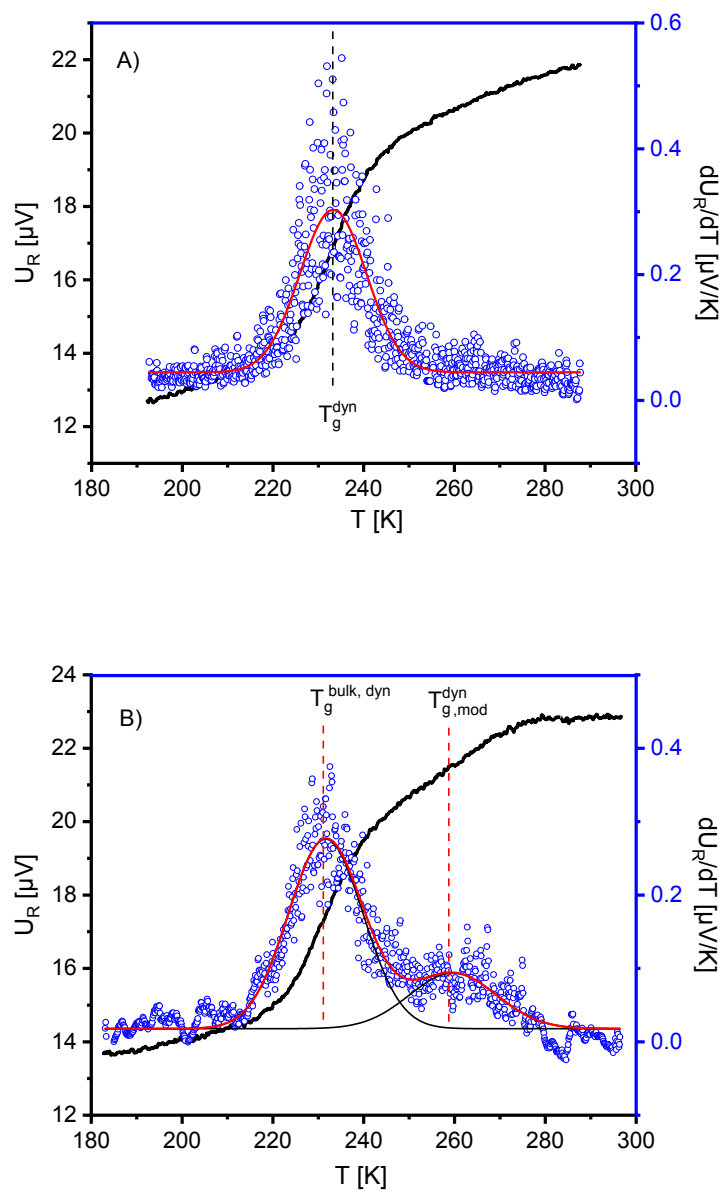 A)
U_R [µV]
22
20
18
16
14
12
0.6
0.4
0.2
0.0
dU_R/dT [µV/K]
T_g^dyn
180 200 220 240 260 280 300
T [K]
B)
T_g^bulk, dyn T_g,mod^dyn
U_R [µV]
24
22
20
18
16
14
12
0.4
0.2
0.0
dU_R/dT [µV/K]
180 200 220 240 260 280 300
T [K]